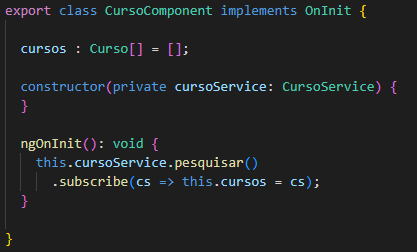 export class CursoComponent implements OnInit {
cursos : Curso[] = [];
constructor(private cursoService: CursoService) {
}
ngOnInit(): void {
this.cursoService.pesquisar()
.subscribe(cs => this.cursos = cs);
}
}